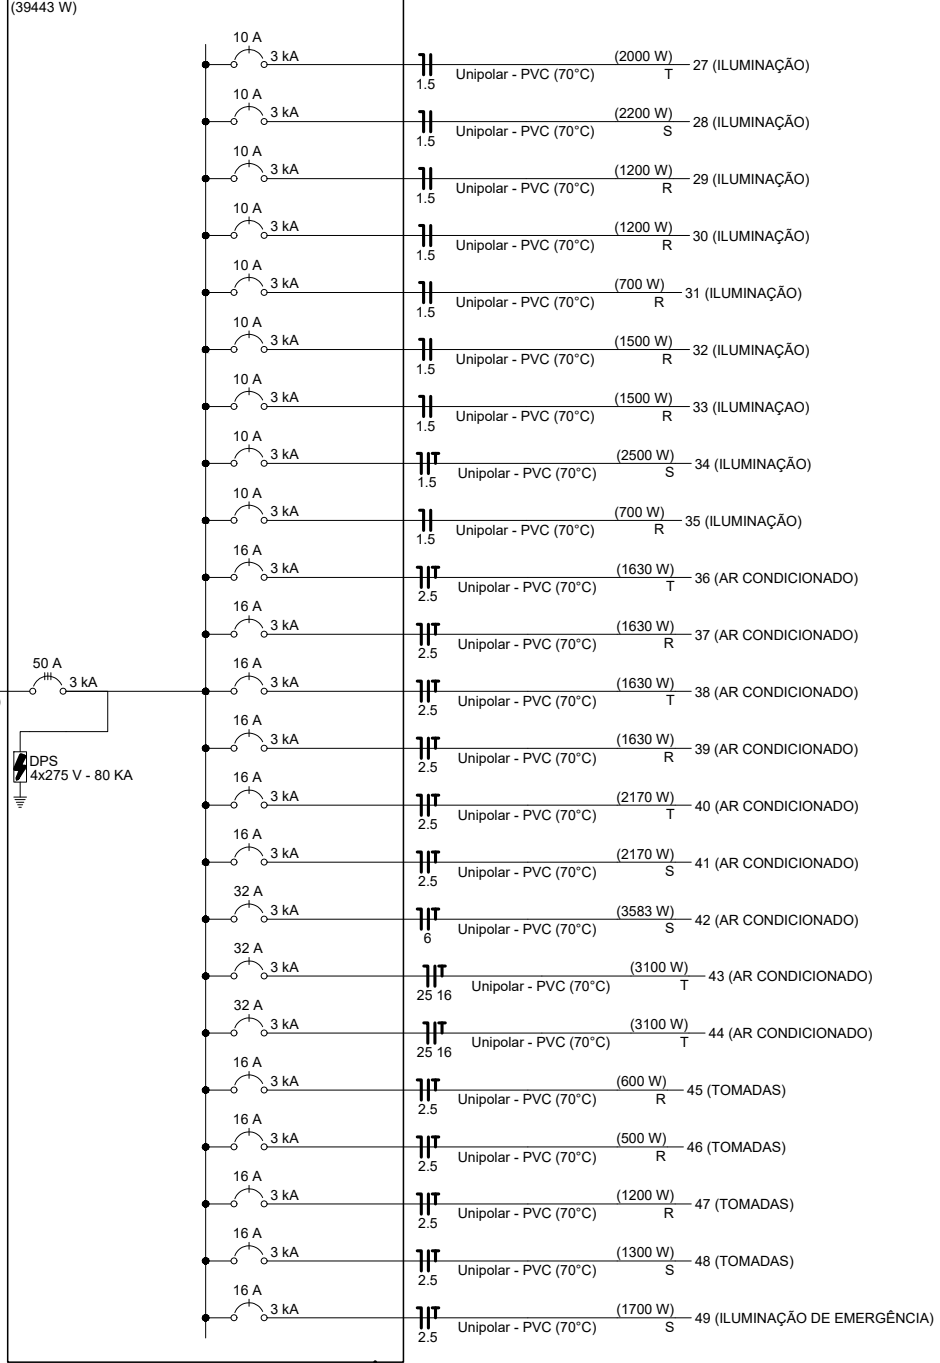 (39443 W)
10 A
3 kA
1.5
Unipolar - PVC (70°C)
(2000 W)
T
27 (ILUMINAÇÃO)
10 A
3 kA
1.5
Unipolar - PVC (70°C)
(2200 W)
S
28 (ILUMINAÇÃO)
10 A
3 kA
1.5
Unipolar - PVC (70°C)
(1200 W)
R
29 (ILUMINAÇÃO)
10 A
3 kA
1.5
Unipolar - PVC (70°C)
(1200 W)
R
30 (ILUMINAÇÃO)
10 A
3 kA
1.5
Unipolar - PVC (70°C)
(700 W)
R
31 (ILUMINAÇÃO)
10 A
3 kA
1.5
Unipolar - PVC (70°C)
(1500 W)
R
32 (ILUMINAÇÃO)
10 A
3 kA
1.5
Unipolar - PVC (70°C)
(1500 W)
R
33 (ILUMINAÇAO)
10 A
3 kA
1.5
Unipolar - PVC (70°C)
(2500 W)
S
34 (ILUMINAÇÃO)
10 A
3 kA
1.5
Unipolar - PVC (70°C)
(700 W)
R
35 (ILUMINAÇÃO)
16 A
3 kA
2.5
Unipolar - PVC (70°C)
(1630 W)
T
36 (AR CONDICIONADO)
16 A
3 kA
2.5
Unipolar - PVC (70°C)
(1630 W)
R
37 (AR CONDICIONADO)
50 A
3 kA
DPS
4x275 V - 80 KA
16 A
3 kA
2.5
Unipolar - PVC (70°C)
(1630 W)
T
38 (AR CONDICIONADO)
16 A
3 kA
2.5
Unipolar - PVC (70°C)
(1630 W)
R
39 (AR CONDICIONADO)
16 A
3 kA
2.5
Unipolar - PVC (70°C)
(2170 W)
T
40 (AR CONDICIONADO)
16 A
3 kA
2.5
Unipolar - PVC (70°C)
(2170 W)
S
41 (AR CONDICIONADO)
32 A
3 kA
6
Unipolar - PVC (70°C)
(3583 W)
S
42 (AR CONDICIONADO)
32 A
3 kA
25 16
Unipolar - PVC (70°C)
(3100 W)
T
43 (AR CONDICIONADO)
32 A
3 kA
25 16
Unipolar - PVC (70°C)
(3100 W)
T
44 (AR CONDICIONADO)
16 A
3 kA
2.5
Unipolar - PVC (70°C)
(600 W)
R
45 (TOMADAS)
16 A
3 kA
2.5
Unipolar - PVC (70°C)
(500 W)
R
46 (TOMADAS)
16 A
3 kA
2.5
Unipolar - PVC (70°C)
(1200 W)
R
47 (TOMADAS)
16 A
3 kA
2.5
Unipolar - PVC (70°C)
(1300 W)
S
48 (TOMADAS)
16 A
3 kA
2.5
Unipolar - PVC (70°C)
(1700 W)
S
49 (ILUMINAÇÃO DE EMERGÊNCIA)